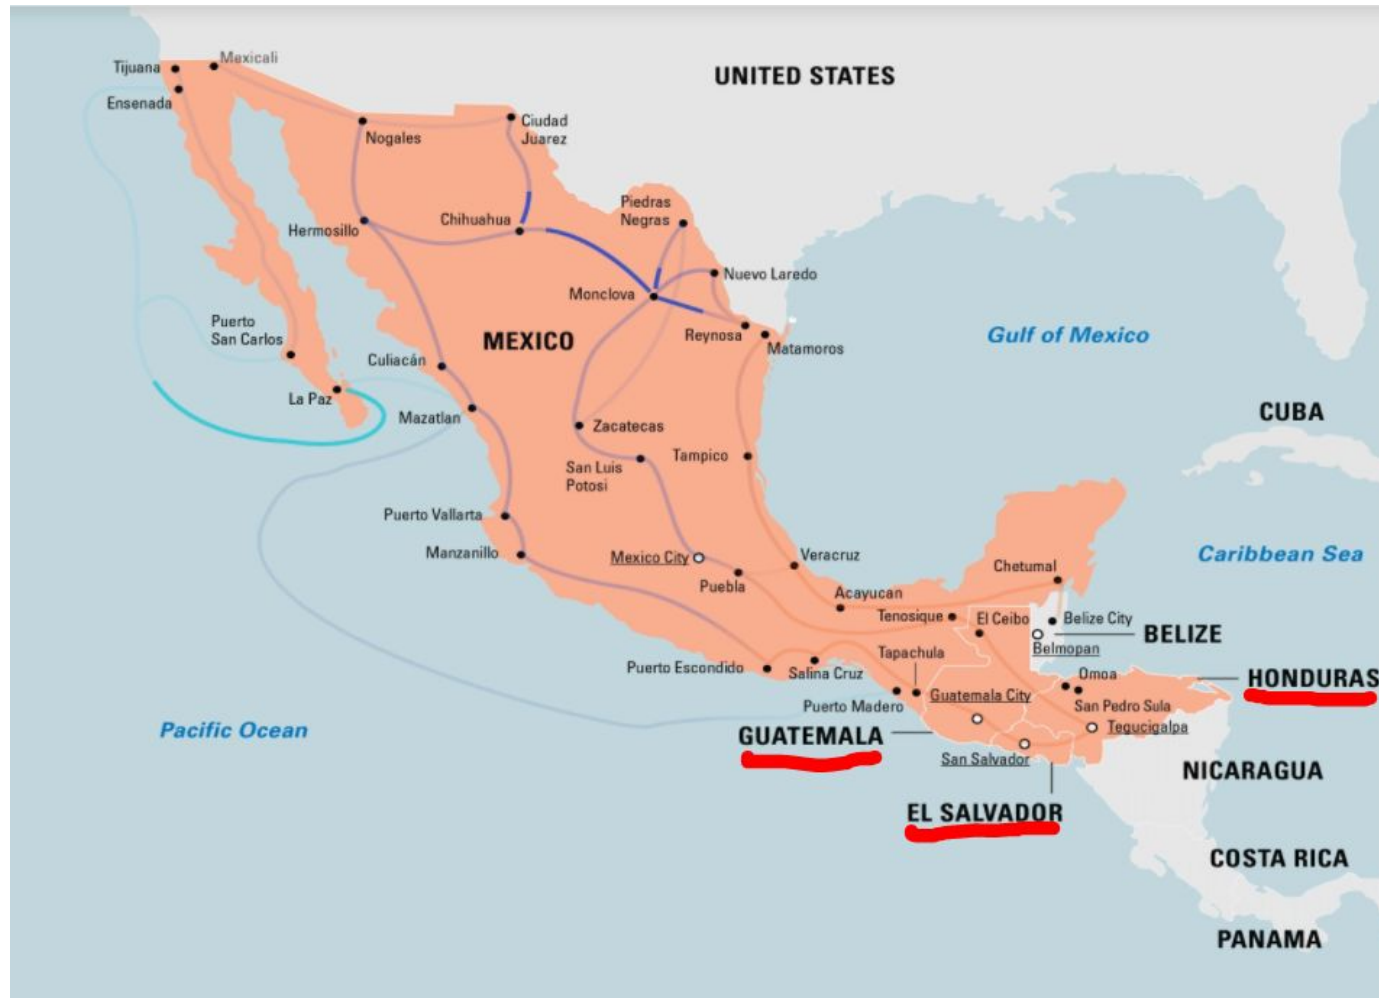 Mexicali
Tijuana
UNITED STATES
Ensenada
Ciudad
Juarez
Nogales
Piedras
Negras
Chihuahua
Hermosillo
Nuevo Laredo
Monclova
Puerto
San Carlos
MEXICO
Reynosa
Matamoros
Gulf of Mexico
Culiacán
La Paz
Mazatlan
CUBA
Zacatecas
Tampico
San Luis
Potosi
Puerto Vallarta
Manzanillo
Mexico City
Veracruz
Caribbean Sea
Puebla
Chetumal
Acayucan
Tenosique
El Ceibo
Belize City
BELIZE
Belmopan
Tapachula
Puerto Escondido
Salina Cruz
Omoa
HONDURAS
Puerto Madero
Guatemala City
San Pedro Sula
Tegucigalpa
Pacific Ocean
GUATEMALA
San Salvador
NICARAGUA
EL SALVADOR
COSTA RICA
PANAMA